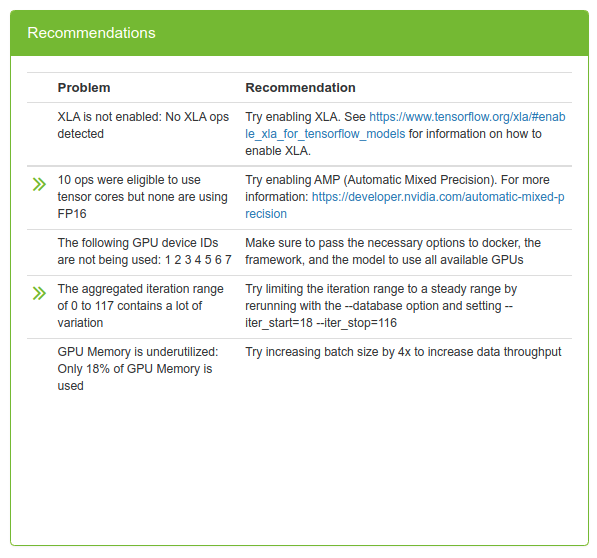 Recommendations
Problem Recommendation
XLA is not enabled: No XLA ops
detected
Try enabling XLA. See https://www.tensorflow.org/xla/#enab
le_xla_for_tensorflow_models for information on how to
enable XLA.
10 ops were eligible to use
tensor cores but none are using
FP16
Try enabling AMP (Automatic Mixed Precision). For more
information: https://developer.nvidia.com/automatic-mixed-p
recision
The following GPU device IDs
are not being used: 1 2 3 4 5 6 7
Make sure to pass the necessary options to docker, the
framework, and the model to use all available GPUs
The aggregated iteration range
of 0 to 117 contains a lot of
variation
Try limiting the iteration range to a steady range by
rerunning with the --database option and setting --
iter_start=18 --iter_stop=116
GPU Memory is underutilized:
Only 18% of GPU Memory is
used
Try increasing batch size by 4x to increase data throughput